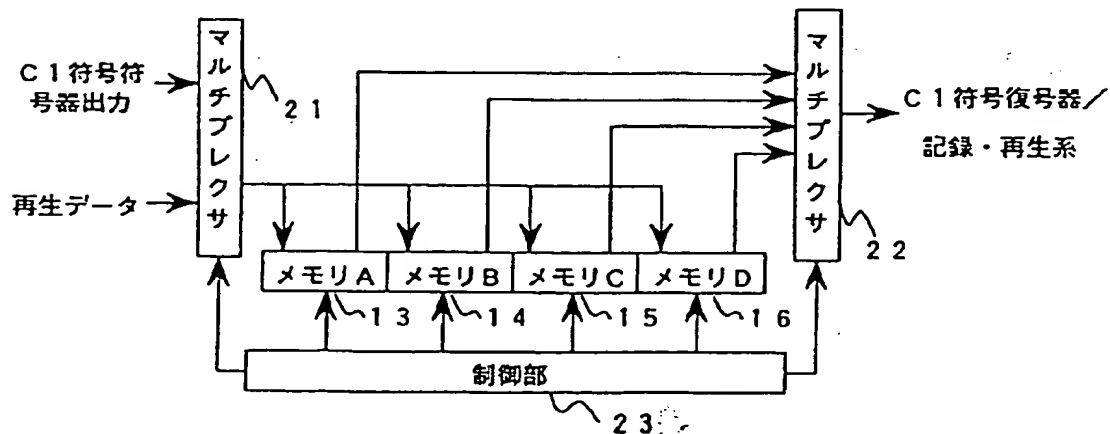 C1符号符
号器出力
再生データ
マルチプレクサ
21
マルチプレクサ
22
C1符号復号器/
記録・再生系
メモリA
メモリB
メモリC
メモリD
13
14
15
16
制御部
23